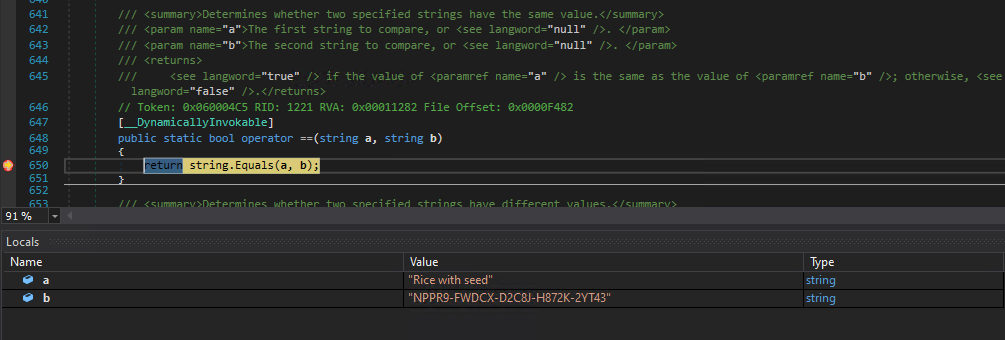 640
641 /// <summary>Determines whether two specified strings have the same value.</summary>
642 /// <param name="a">The first string to compare, or <see langword="null" />. </param>
643 /// <param name="b">The second string to compare, or <see langword="null" />. </param>
644 /// <returns>
645 ///     <see langword="true" /> if the value of <paramref name="a" /> is the same as the value of <paramref name="b" />; otherwise, <see
langword="false" />.</returns>
646 // Token: 0x060004C5 RID: 1221 RVA: 0x00011282 File Offset: 0x0000F482
647 [__DynamicallyInvokable]
648 public static bool operator ==(string a, string b)
649 {
650 return string.Equals(a, b);
651 }
652
653 /// <summary>Determines whether two specified strings have different values.</summary>
91 %
Locals
Name Value Type
a "Rice with seed" string
b "NPPR9-FWDCX-D2C8J-H872K-2YT43" string